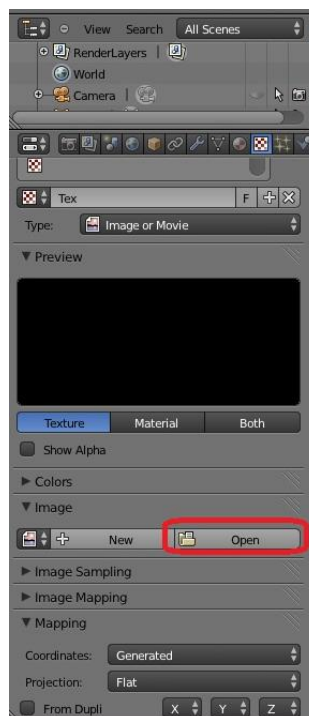 View Search All Scenes
RenderLayers |
World
Camera |
Tex F
Type: Image or Movie
Preview
Texture Material Both
Show Alpha
Colors
Image
New Open
Image Sampling
Image Mapping
Mapping
Coordinates: Generated
Projection: Flat
From Dupli X Y Z